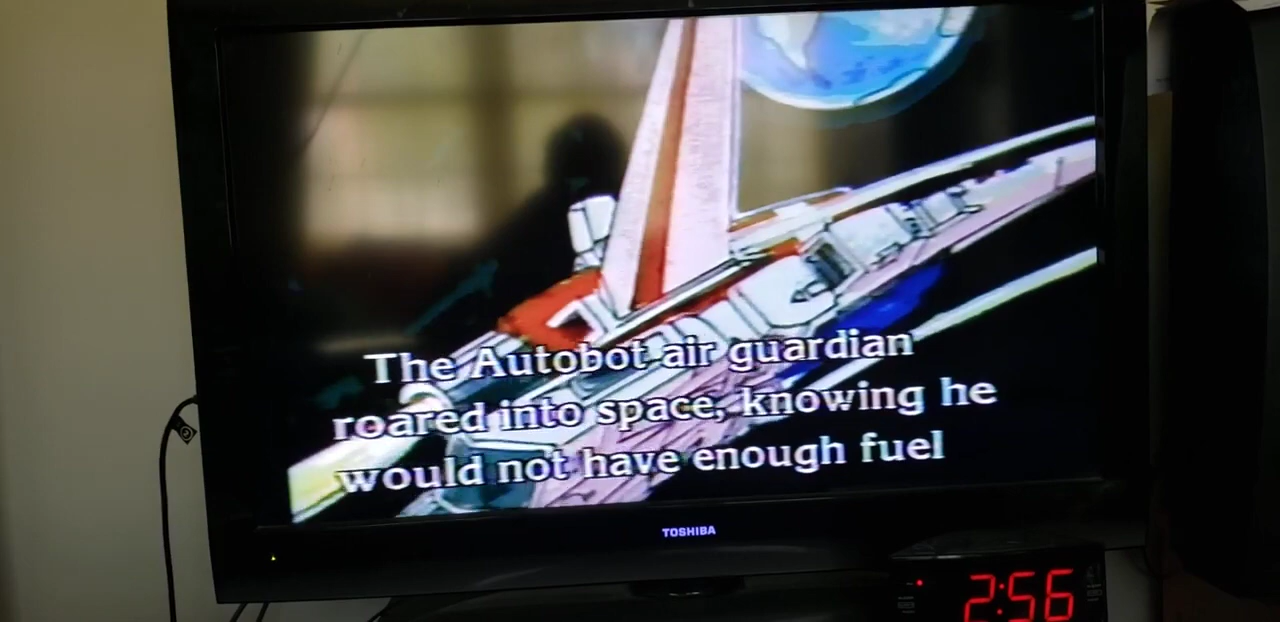 The Autobot air guardian
roared into space, knowing he
would not have enough fuel
TOSHIBA
2:56